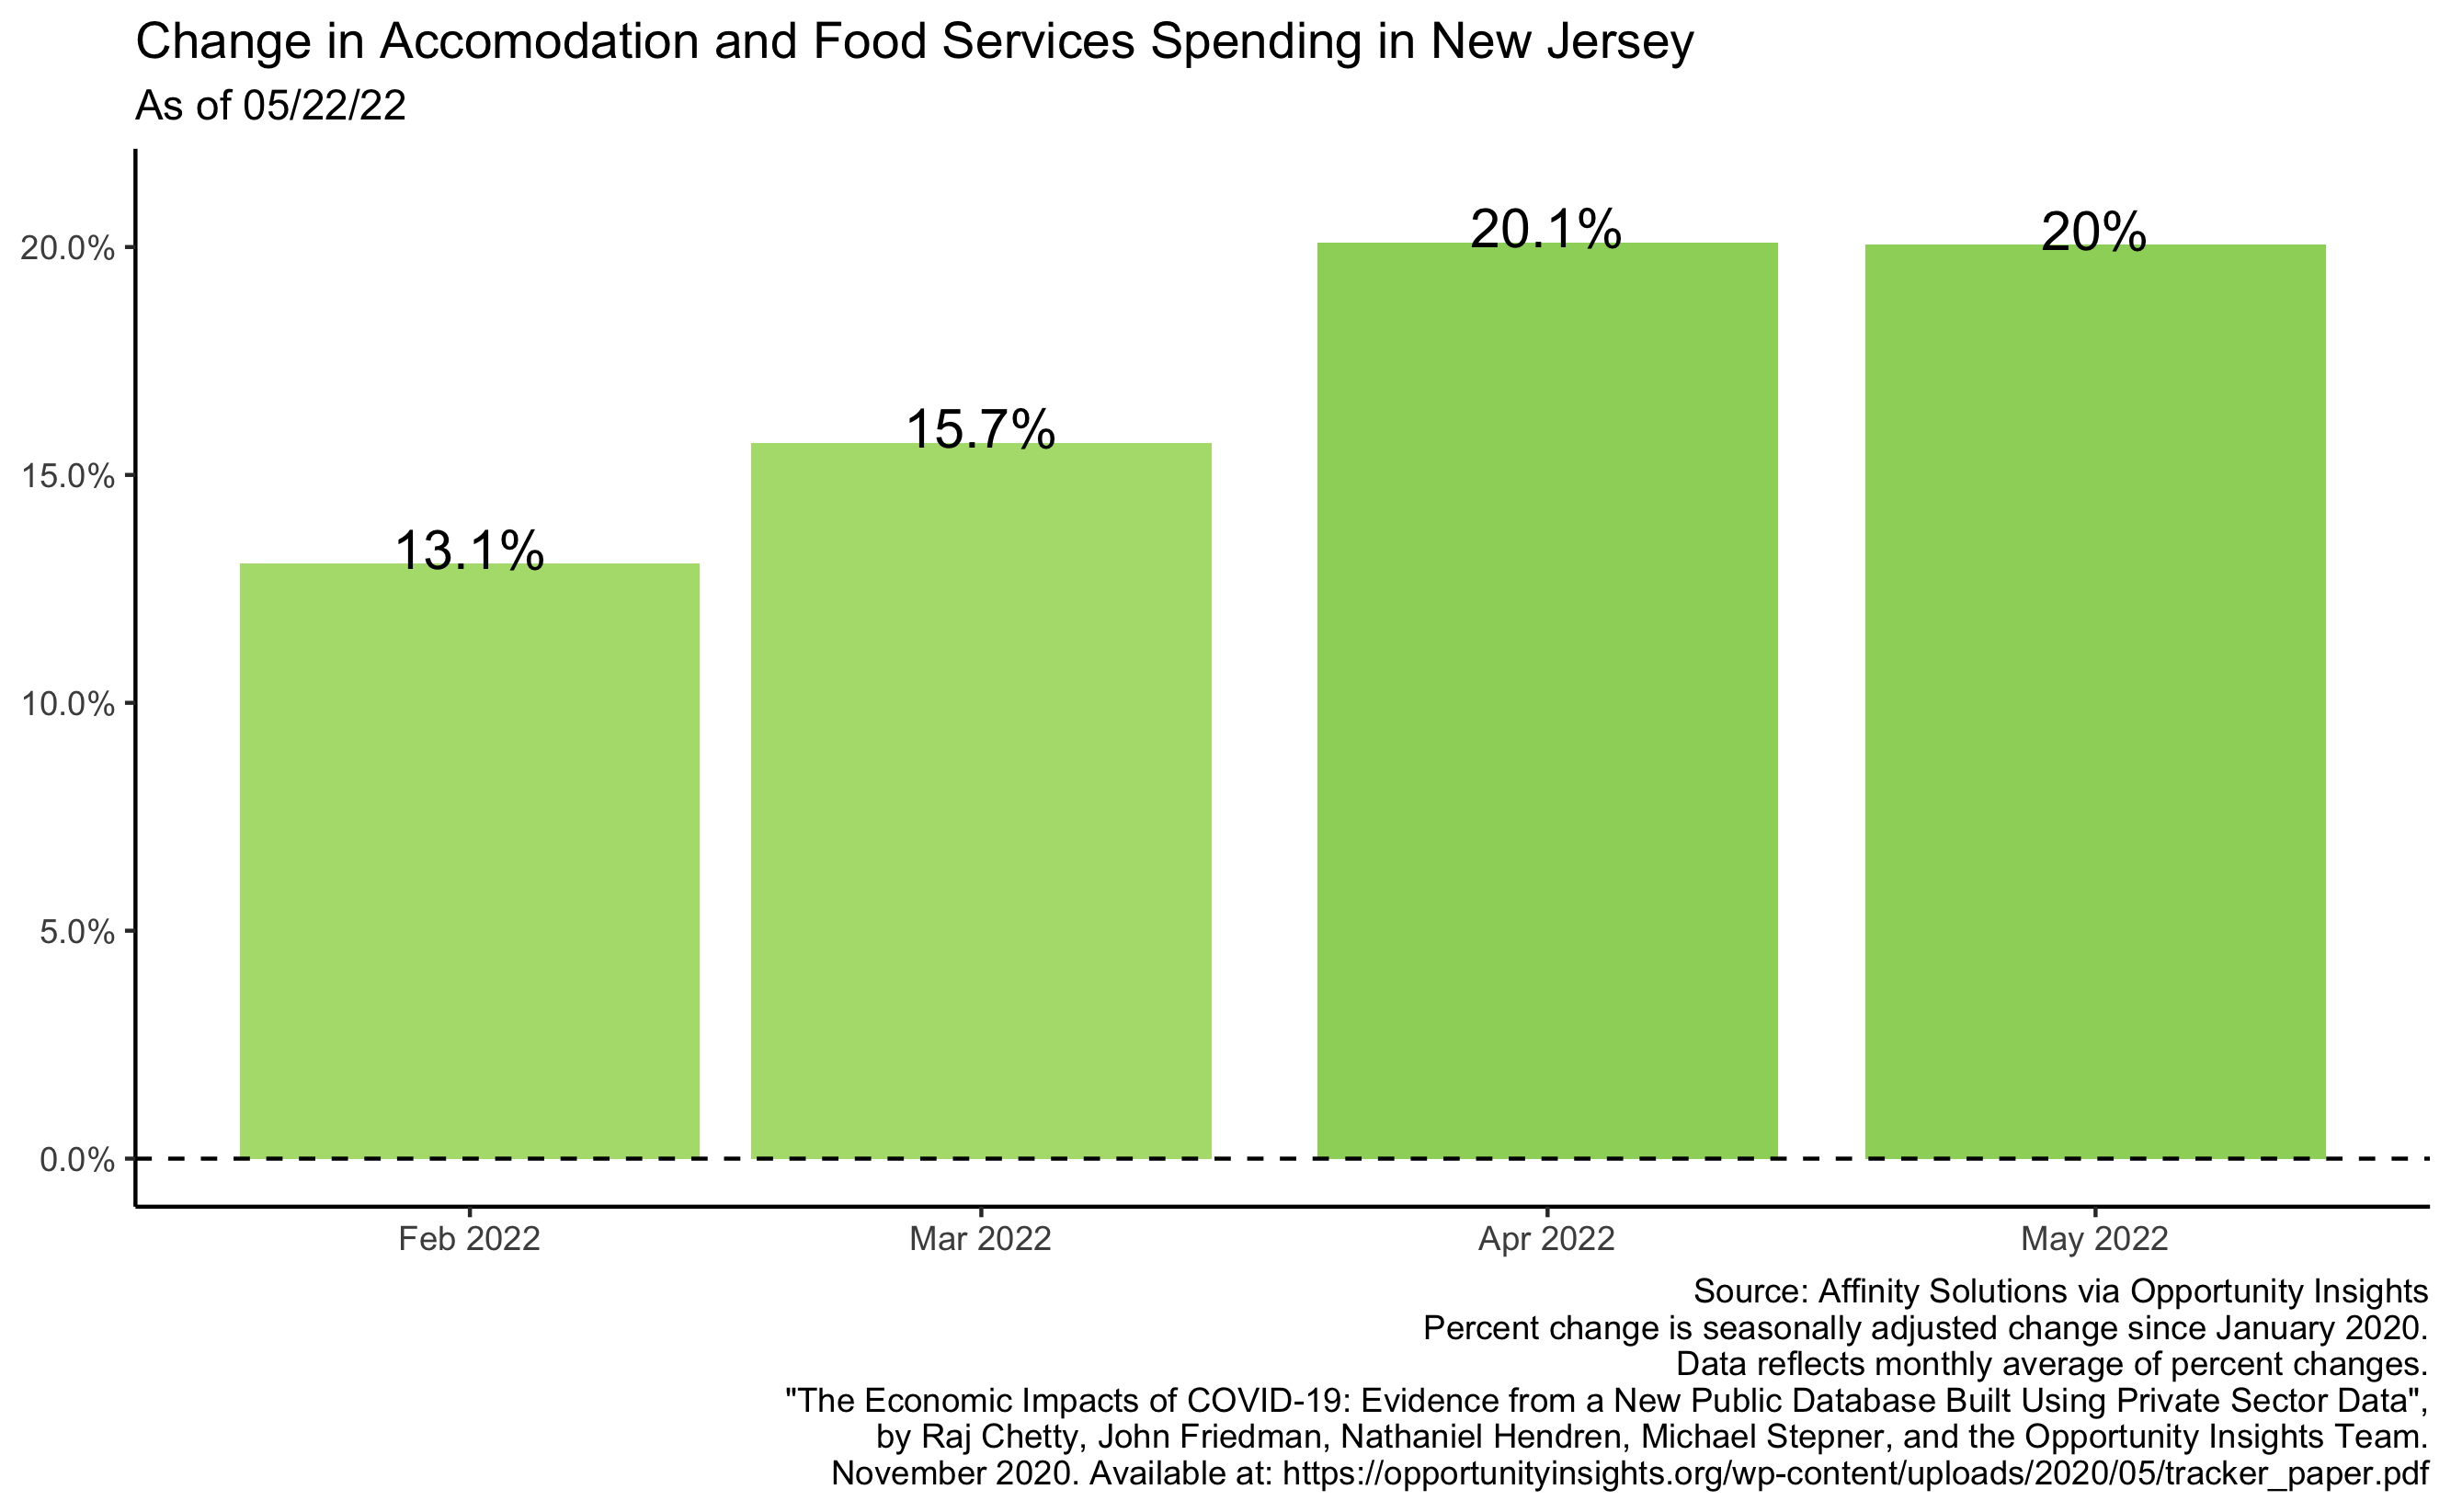 Change in Accomodation and Food Services Spending in New Jersey
As of 05/22/22
20.1%
20%
20.0%
15.7%
15.0%
13.1%
10.0%
5.0%
0.0%
Feb 2022
Mar 2022
Apr 2022
May 2022
Source: Affinity Solutions via Opportunity Insights
Percent change is seasonally adjusted change since January 2020.
Data reflects monthly average of percent changes.
"The Economic Impacts of COVID-19: Evidence from a New Public Database Built Using Private Sector Data",
by Raj Chetty, John Friedman, Nathaniel Hendren, Michael Stepner, and the Opportunity Insights Team.
November 2020. Available at: https://opportunityinsights.org/wp-content/uploads/2020/05/tracker_paper.pdf